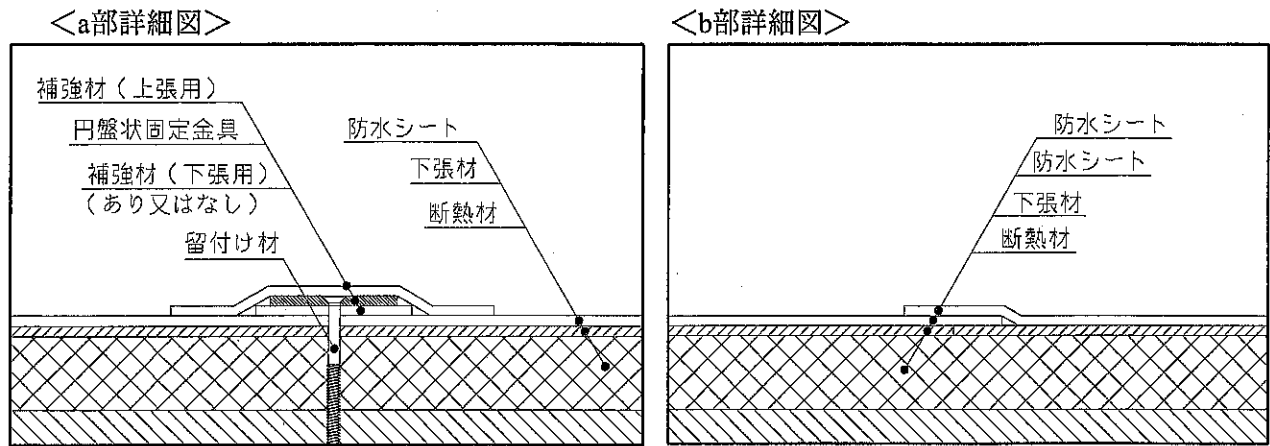 ＜a部詳細図＞
補強材（上張用）
円盤状固定金具
補強材（下張用）
（あり又はなし）
留付け材
防水シート
下張材
断熱材
＜b部詳細図＞
防水シート
防水シート
下張材
断熱材